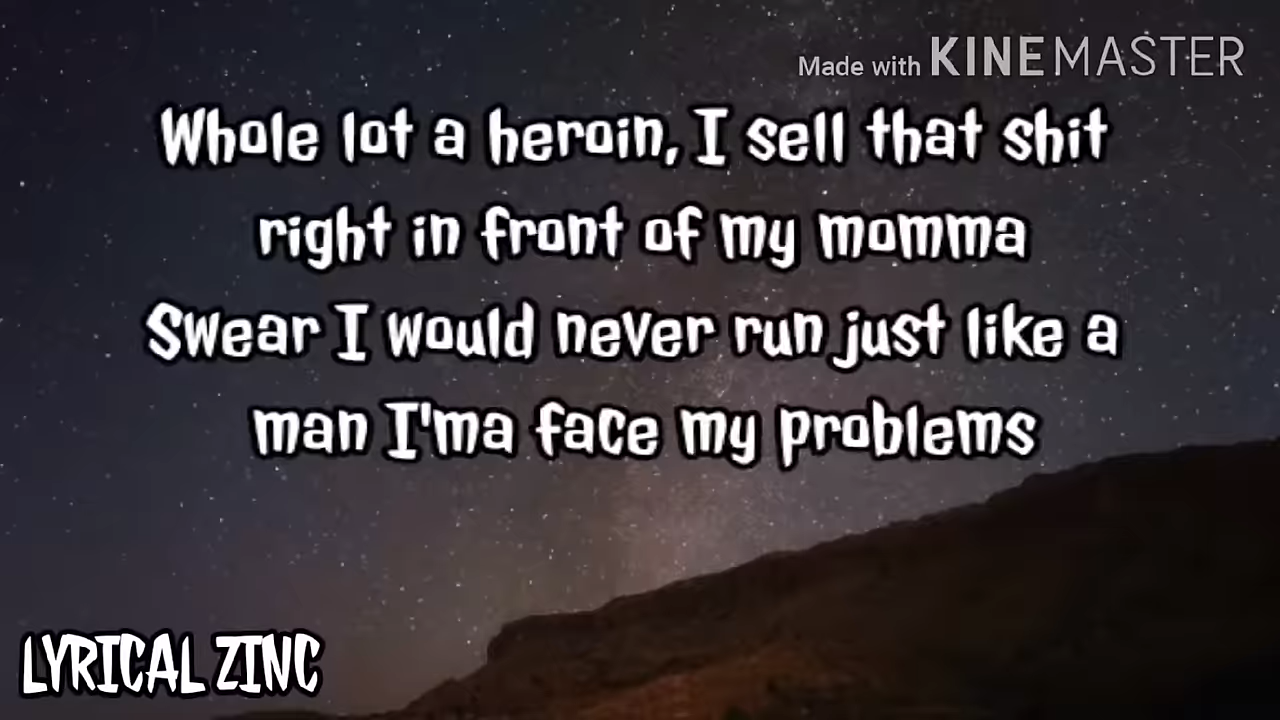 Made with KINEMASTER
Whole lot a heroin, I sell that shit
right in front of my momma
Swear I would never run just like a
man I'ma face my problems
LYRICAL ZINC